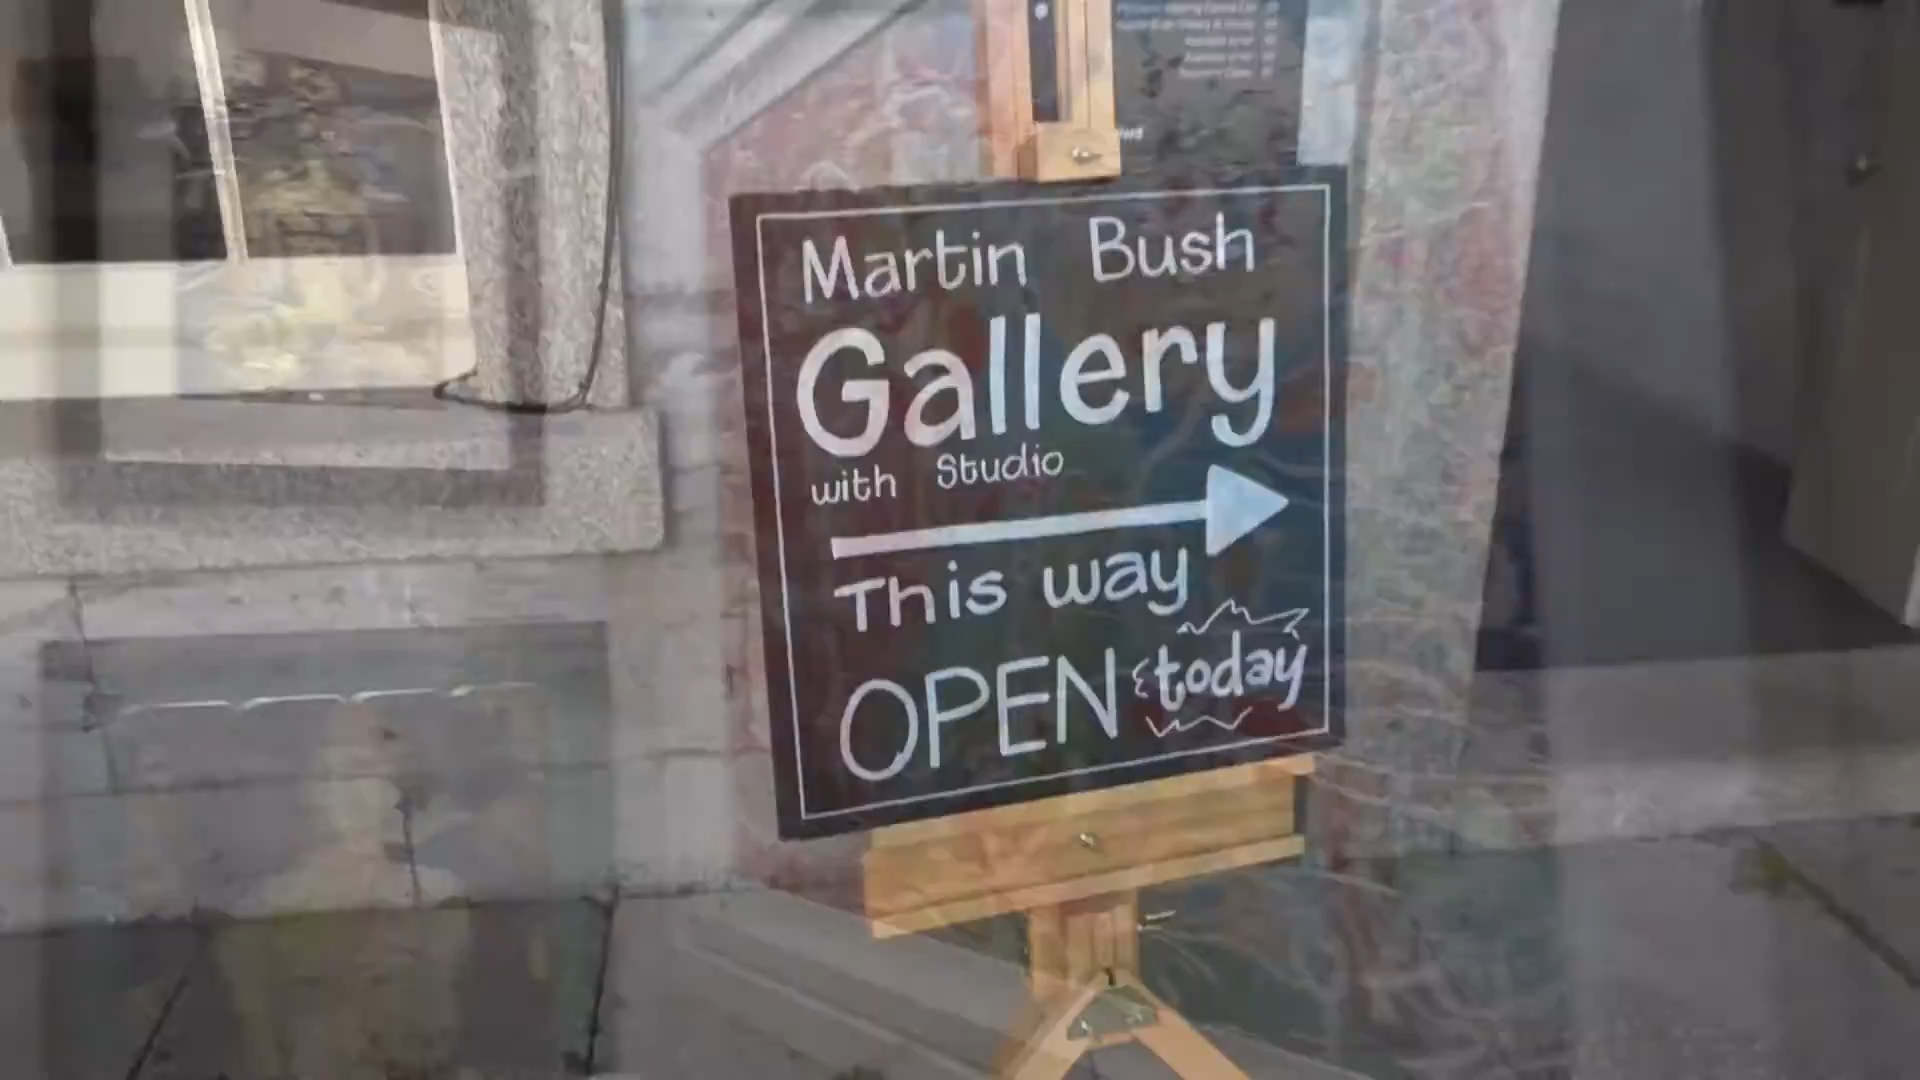 Martin Bush
Gallery
with Studio
This way
OPEN today